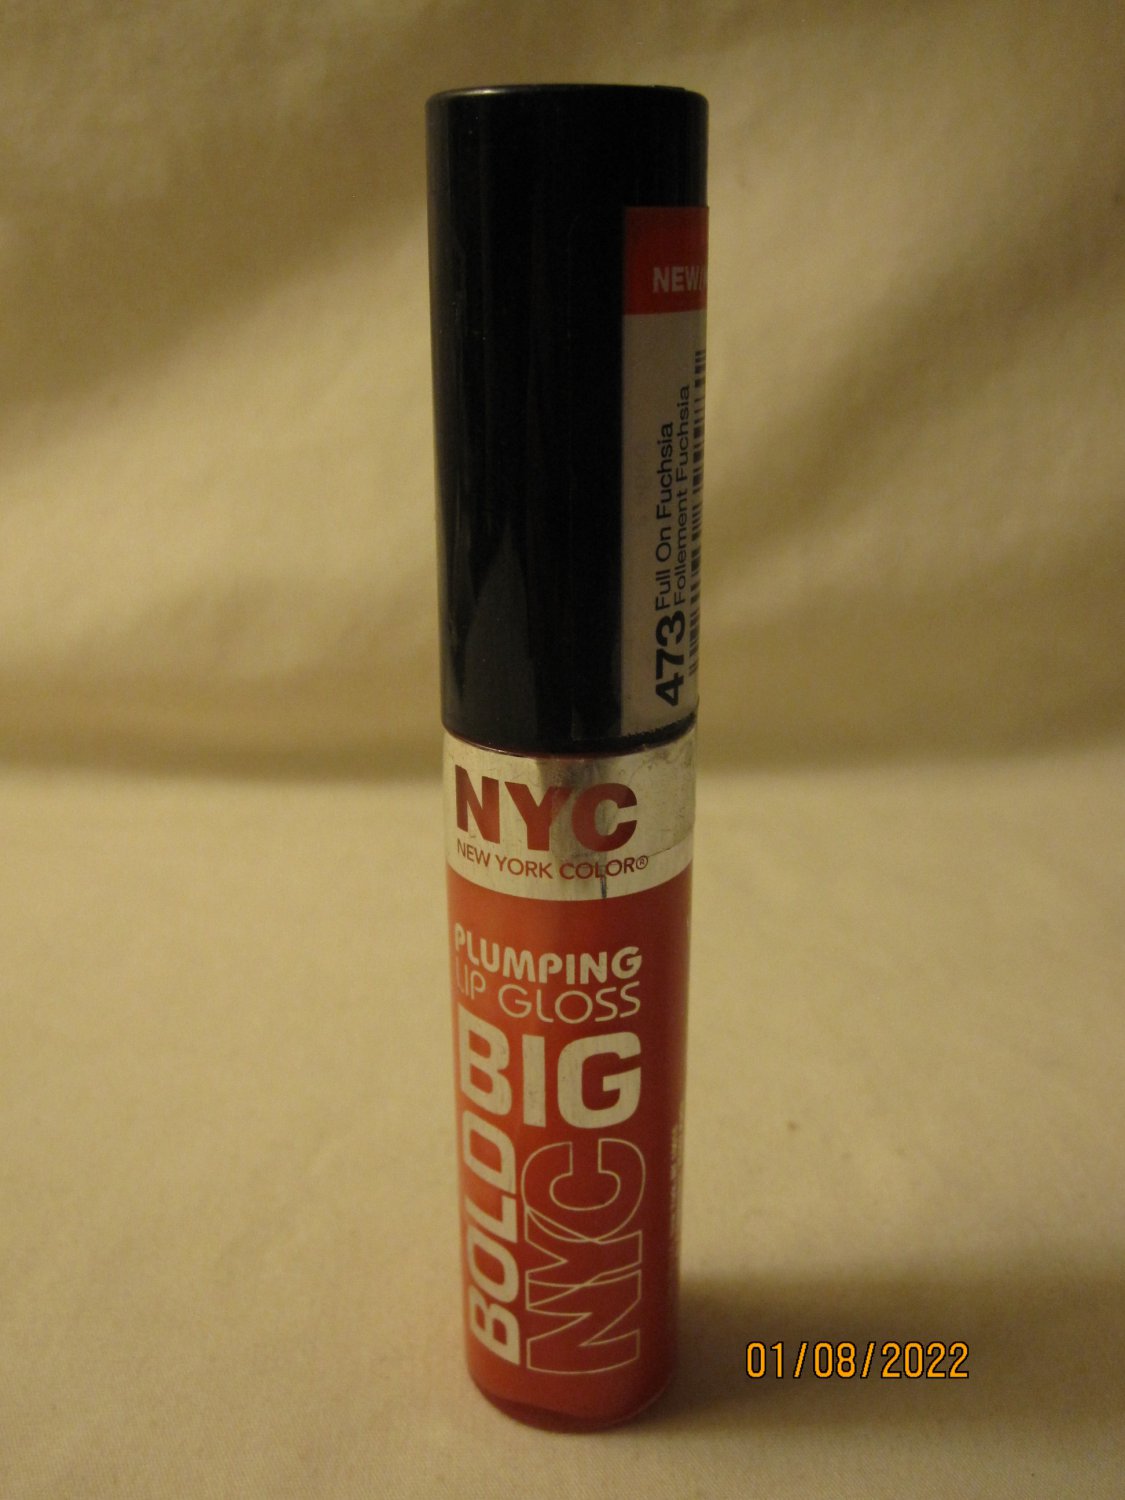 NEW
473 Full On Fuchsia
Follement Fuchsia
NYC
NEW YORK COLOR®
PLUMPING
LIP GLOSS
BIG
BOLD
NYC
01/08/2022